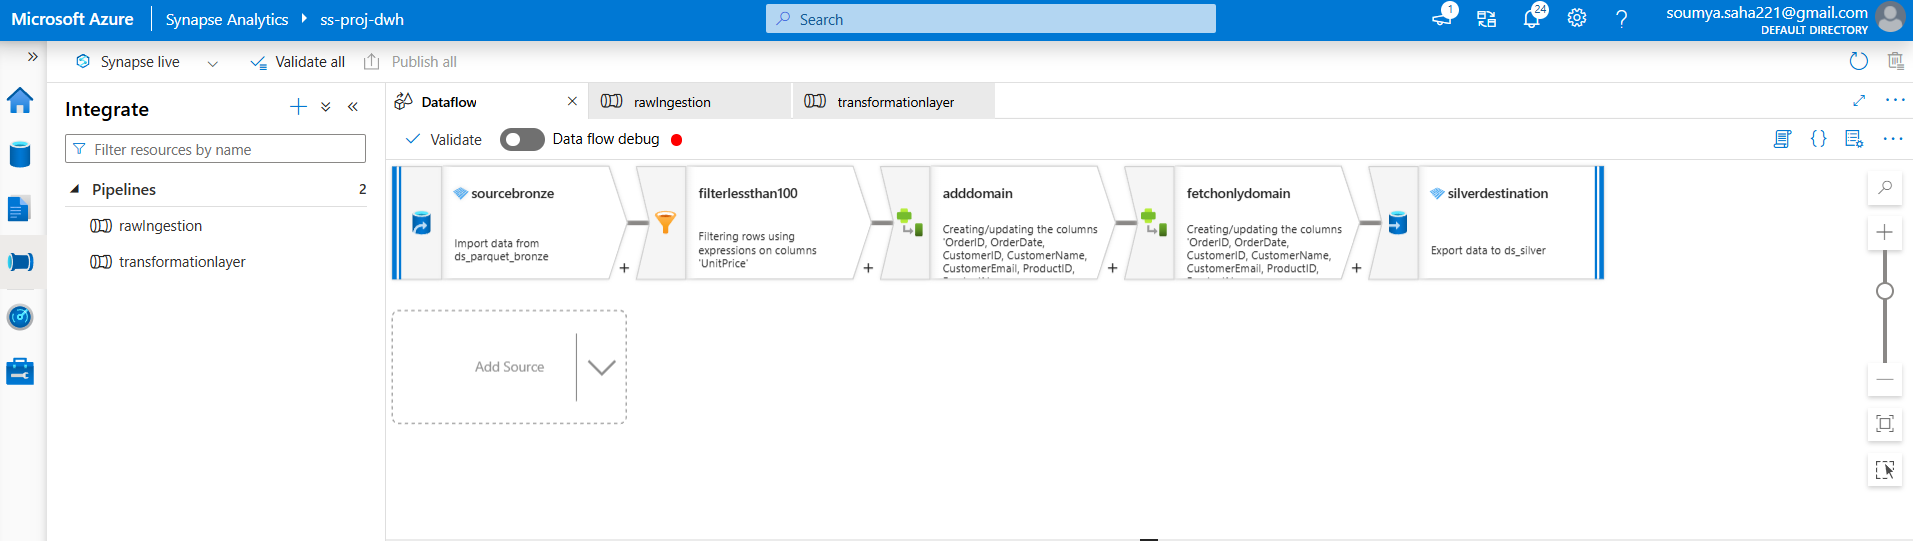 Microsoft Azure
Synapse Analytics
ss-proj-dwh
Search
1
24
soumya.saha221@gmail.com
DEFAULT DIRECTORY
Synapse live
Validate all
Publish all
Integrate
Filter resources by name
Pipelines
2
rawIngestion
transformationlayer
Dataflow
rawIngestion
transformationlayer
Validate
Data flow debug
sourcebronze
Import data from
ds_parquet_bronze
filterlessthan100
Filtering rows using
expressions on columns
'UnitPrice'
adddomain
Creating/updating the columns
'OrderID, OrderDate,
CustomerID, CustomerName,
CustomerEmail, ProductID,
fetchonlydomain
Creating/updating the columns
'OrderID, OrderDate,
CustomerID, CustomerName,
CustomerEmail, ProductID,
silverdestination
Export data to ds_silver
Add Source